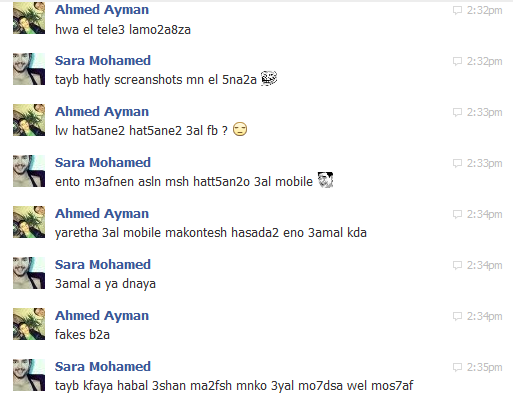 Ahmed Ayman 2:32pm
hwa el tele3 lamo2a8za
Sara Mohamed 2:32pm
tayb hatly screanshots mn el 5na2a
Ahmed Ayman 2:33pm
lw hat5ane2 hat5ane2 3al fb ?
Sara Mohamed 2:33pm
ento m3afnen asln msh hatt5an2o 3al mobile
Ahmed Ayman 2:34pm
yaretha 3al mobile makontesh hasada2 eno 3amal kda
Sara Mohamed 2:34pm
3amal a ya dnaya
Ahmed Ayman 2:34pm
fakes b2a
Sara Mohamed 2:35pm
tayb kfaya habal 3shan ma2fsh mnko 3yal mo7dsa wel mos7af